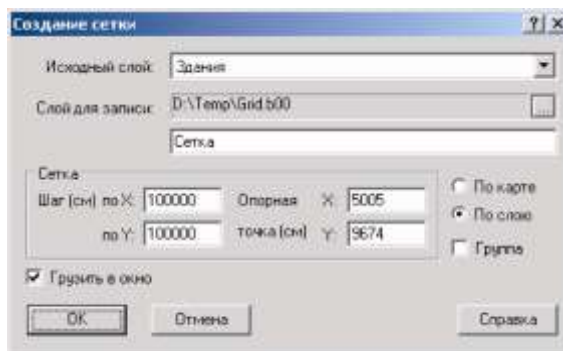 Создание сетки
Исходный слой: Здания
Слой для записи: D:\Temp\Grid.b00 ...
Сетка
Сетка
Шаг (см) по X: 100000 Опорная X: 5005 По карте
по Y: 100000 точка (см) Y: 9674 По слою
Группа
Грузить в окно
OK Отмена Справка